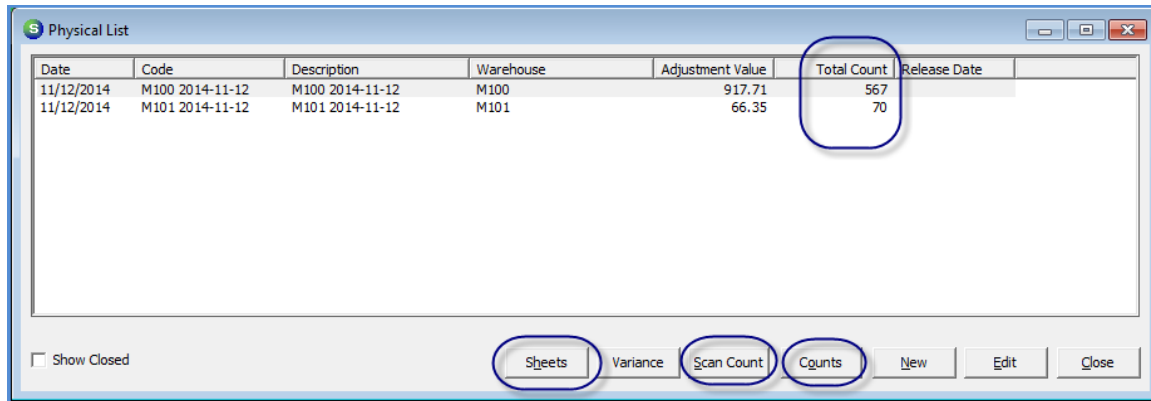 S Physical List
Date Code Description Warehouse Adjustment Value Total Count Release Date
11/12/2014 M100 2014-11-12 M100 2014-11-12 M100 917.71 567
11/12/2014 M101 2014-11-12 M101 2014-11-12 M101 66.35 70
Show Closed Sheets Variance Scan Count Counts New Edit Close